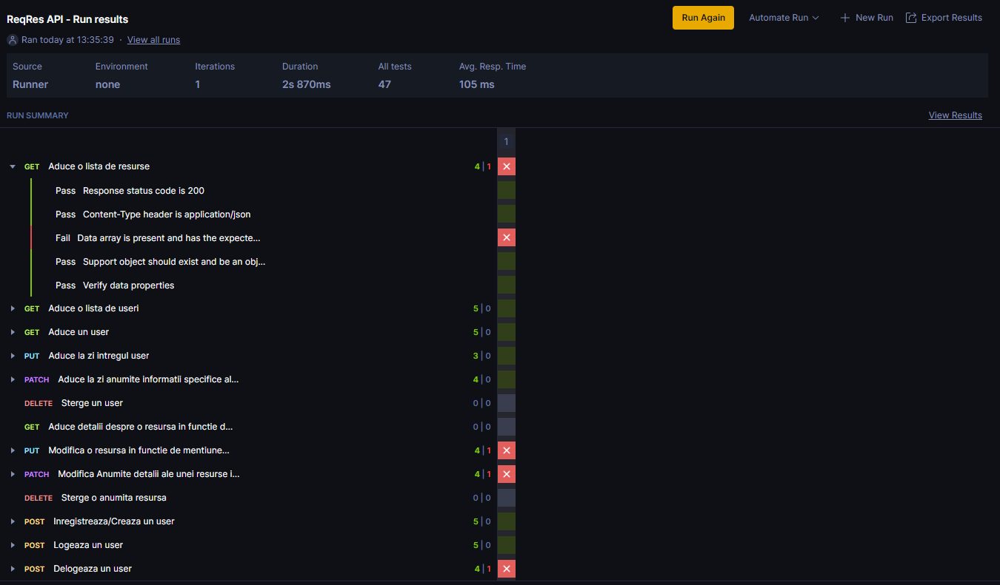 ReqRes API - Run results
Run Again
Automate Run
New Run
Export Results
Ran today at 13:35:39 · View all runs
Source Environment Iterations Duration All tests Avg. Resp. Time
Runner none 1 2s 870ms 47 105 ms
RUN SUMMARY View Results
1
GET Aduce o lista de resurse 4 | 1
Pass Response status code is 200
Pass Content-Type header is application/json
Fail Data array is present and has the expecte...
Pass Support object should exist and be an obj...
Pass Verify data properties
GET Aduce o lista de useri 5 | 0
GET Aduce un user 5 | 0
PUT Aduce la zi intregul user 3 | 0
PATCH Aduce la zi anumite informatii specifice al... 4 | 0
DELETE Sterge un user 0 | 0
GET Aduce detalii despre o resursa in functie d... 0 | 0
PUT Modifica o resursa in functie de mentiune... 4 | 1
PATCH Modifica Anumite detalii ale unei resurse i... 4 | 1
DELETE Sterge o anumita resursa 0 | 0
POST Inregistreaza/Creaza un user 5 | 0
POST Logeaza un user 5 | 0
POST Delogeaza un user 4 | 1